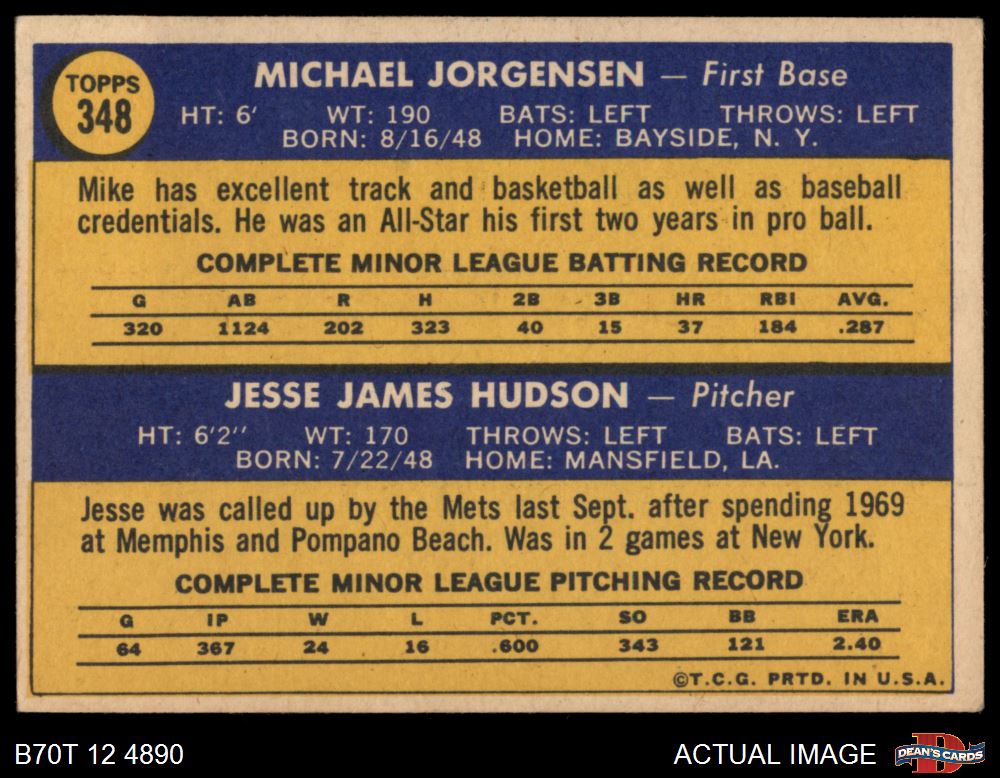 TOPPS
348
MICHAEL JORGENSEN — First Base
HT: 6' WT: 190 BATS: LEFT THROWS: LEFT
BORN: 8/16/48 HOME: BAYSIDE, N. Y.
Mike has excellent track and basketball as well as baseball
credentials. He was an All-Star his first two years in pro ball.
COMPLETE MINOR LEAGUE BATTING RECORD
G AB R H 2B 3B HR RBI AVG.
320 1124 202 323 40 15 37 184 .287
JESSE JAMES HUDSON — Pitcher
HT: 6'2'' WT: 170 THROWS: LEFT BATS: LEFT
BORN: 7/22/48 HOME: MANSFIELD, LA.
Jesse was called up by the Mets last Sept. after spending 1969
at Memphis and Pompano Beach. Was in 2 games at New York.
COMPLETE MINOR LEAGUE PITCHING RECORD
G IP W L PCT. SO BB ERA
64 367 24 16 .600 343 121 2.40
©T.C.G. PRTD. IN U.S.A.
B70T 12 4890
ACTUAL IMAGE
DEAN'S CARDS